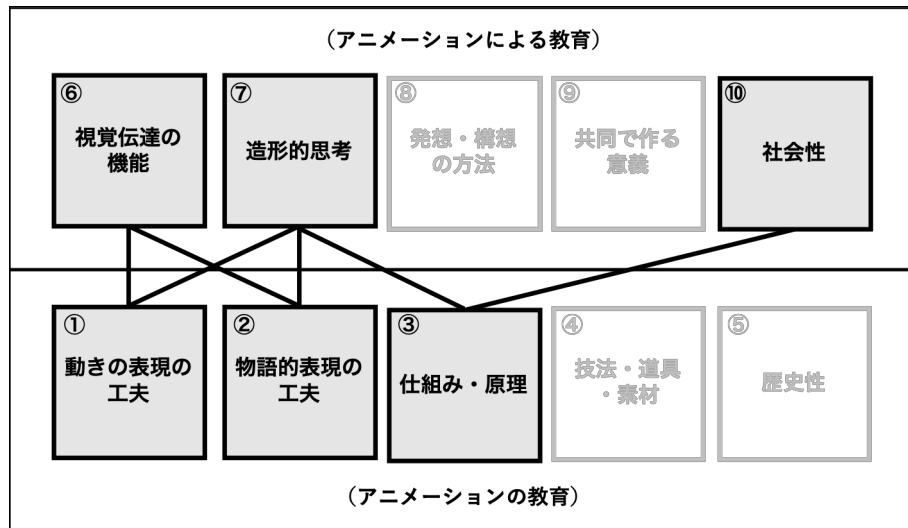 （アニメーションによる教育）
⑥
視覚伝達の
機能
⑦
造形的思考
⑧
発想・構想
の方法
⑨
共同で作る
意義
⑩
社会性
①
動きの表現の
工夫
②
物語的表現の
工夫
③
仕組み・原理
④
技法・道具
・素材
⑤
歴史性
（アニメーションの教育）